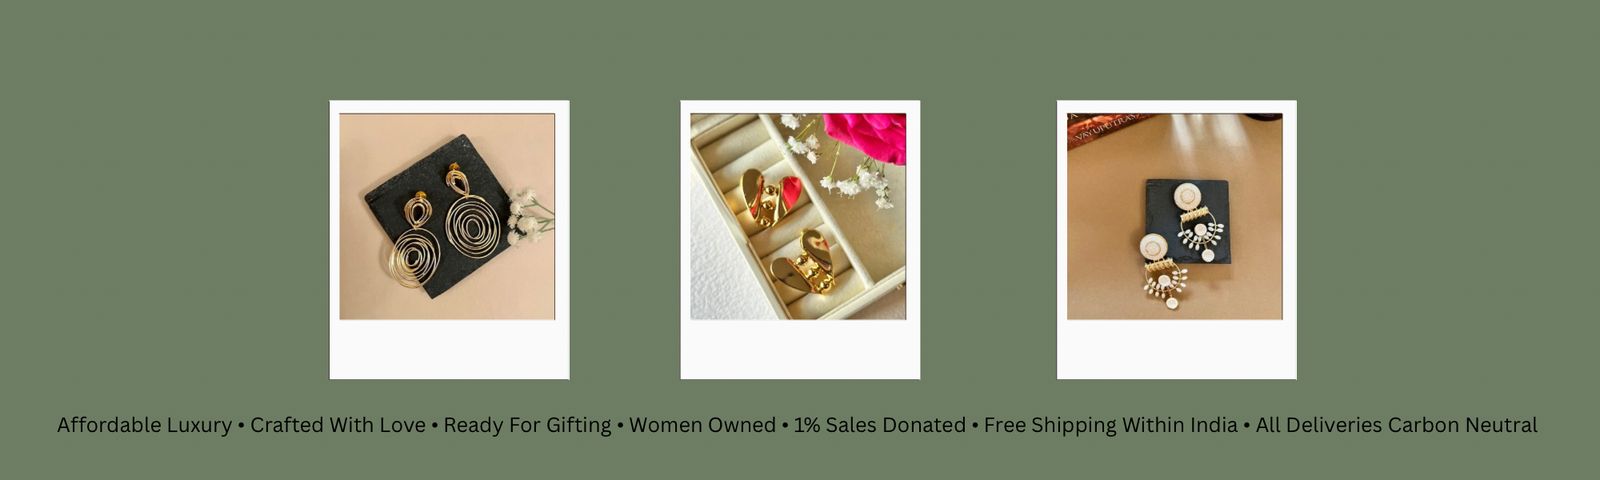 VAYUPUTRAS
Affordable Luxury • Crafted With Love • Ready For Gifting • Women Owned • 1% Sales Donated • Free Shipping Within India • All Deliveries Carbon Neutral